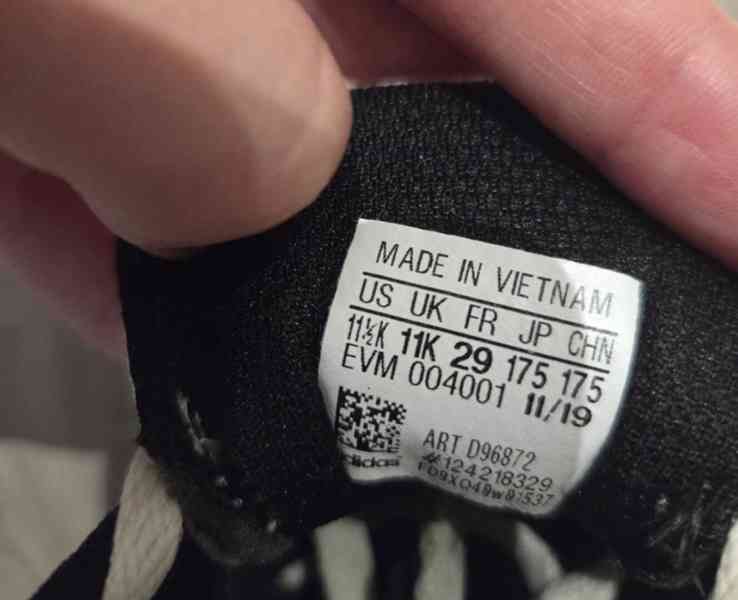 MADE IN VIETNAM
US UK FR JP CHN
11½K 11K 29 175 175
EVM 004001 11/19
ART D96872
#124218329
adidas